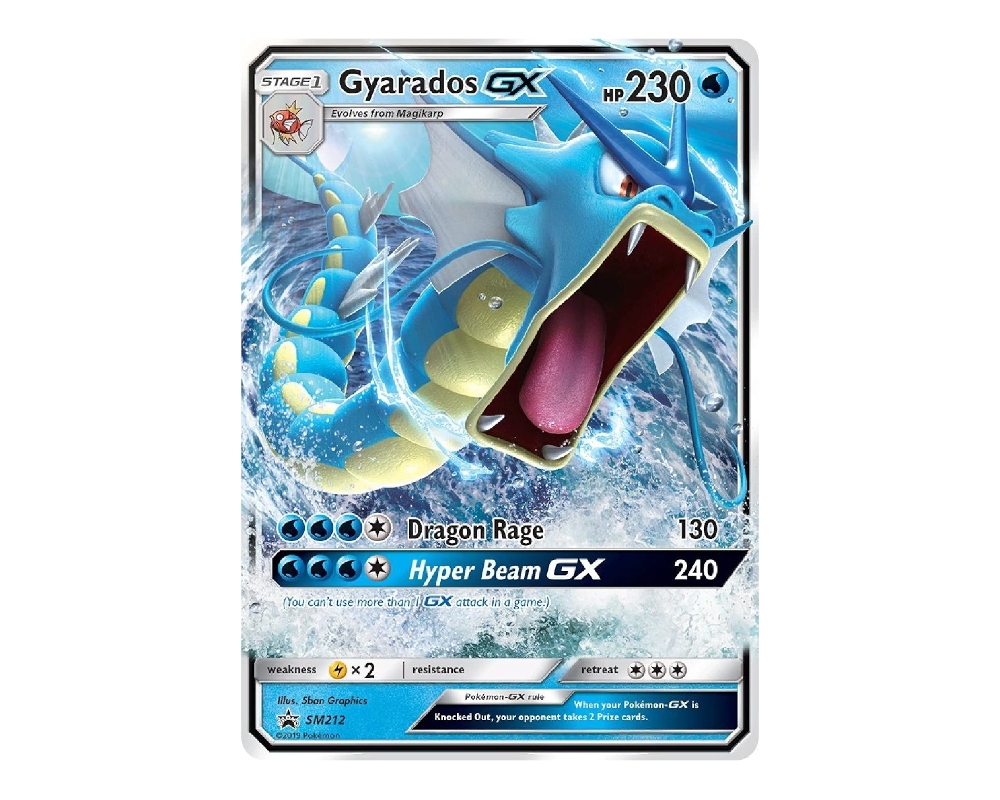 STAGE 1 Gyarados GX HP 230
Evolves from Magikarp
Dragon Rage 130
Hyper Beam GX 240
(You can't use more than 1 GX attack in a game.)
weakness × 2 resistance retreat
Illus. 5ban Graphics
Pokémon-GX rule
When your Pokémon-GX is
Knocked Out, your opponent takes 2 Prize cards.
PROMO SM212
©2019 Pokémon